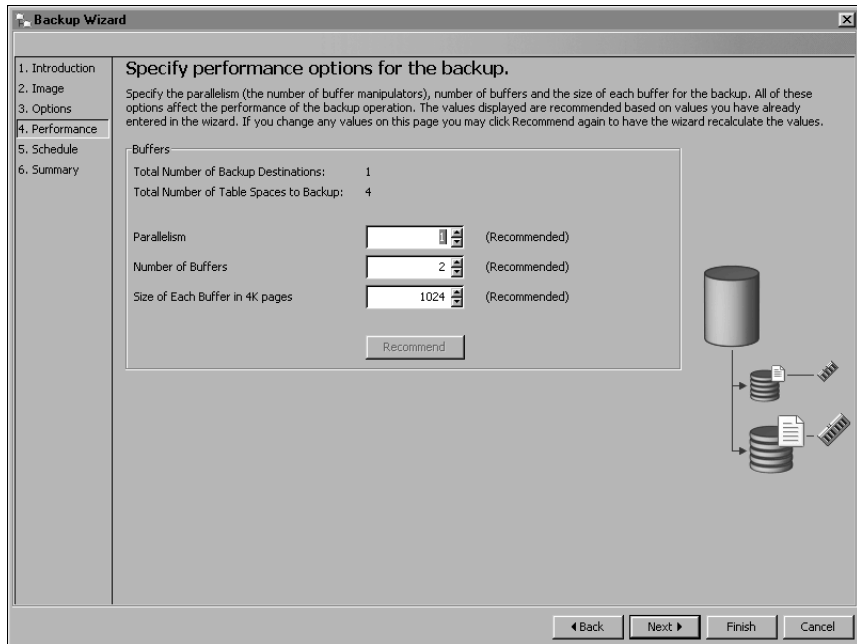 Backup Wizard
1. Introduction
2. Image
3. Options
4. Performance
5. Schedule
6. Summary
Specify performance options for the backup.
Specify the parallelism (the number of buffer manipulators), number of buffers and the size of each buffer for the backup. All of these
options affect the performance of the backup operation. The values displayed are recommended based on values you have already
entered in the wizard. If you change any values on this page you may click Recommend again to have the wizard recalculate the values.
Buffers
Total Number of Backup Destinations: 1
Total Number of Table Spaces to Backup: 4
Parallelism 1 (Recommended)
Number of Buffers 2 (Recommended)
Size of Each Buffer in 4K pages 1024 (Recommended)
Recommend
Back Next Finish Cancel